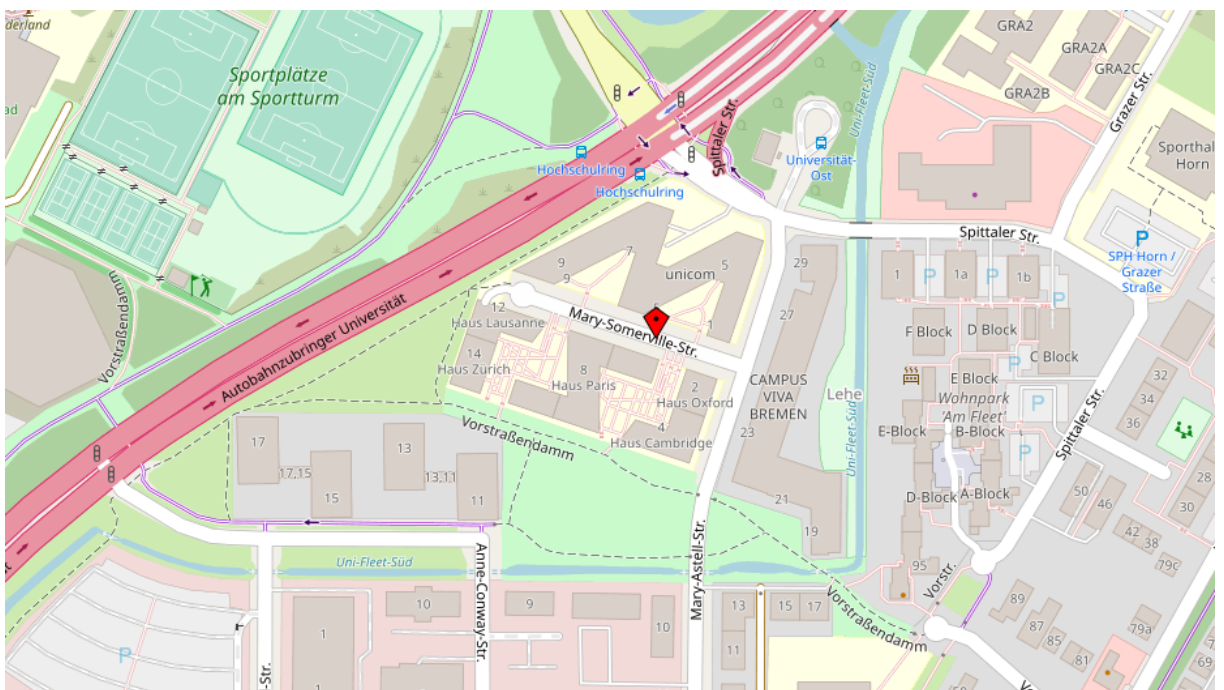 derland
Sportplätze
am Sportturm
ad
GRA2
GRA2A
GRA2C
GRA2B
Grazer Str.
Uni-Fleet-Süd
Spittaler Str.
Universität-
Ost
Hochschulring
Hochschulring
Sporthal
Horn
P
SPH Horn /
Grazer
Straße
Spittaler Str.
Vorstraßendamm
Autobahnzubringer Universität
9
9
7
5
unicom
1
29
27
1
P
1a
P
1b
P
Mary-Somerville-Str.
12
Haus Lausanne
14
Haus Zürich
8
Haus Paris
2
Haus Oxford
4
Haus Cambridge
CAMPUS
VIVA
BREMEN
23
21
19
Lehe
Uni-Fleet-Süd
F Block
D Block
C Block
P
E Block
Wohnpark
'Am Fleet'
P
E-Block
B-Block
P
D-Block
A-Block
Spittaler Str.
32
34
36
50
46
42
38
30
28
79c
Vorstraßendamm
17
17,15
15
13
13,11
11
Uni-Fleet-Süd
Anne-Conway-Str.
Mary-Astell-Str.
95
Vorstr.
Vorstraßendamm
89
87
85
81
79a
69
P
-Str.
1
1
10
9
10
13
11
15
17